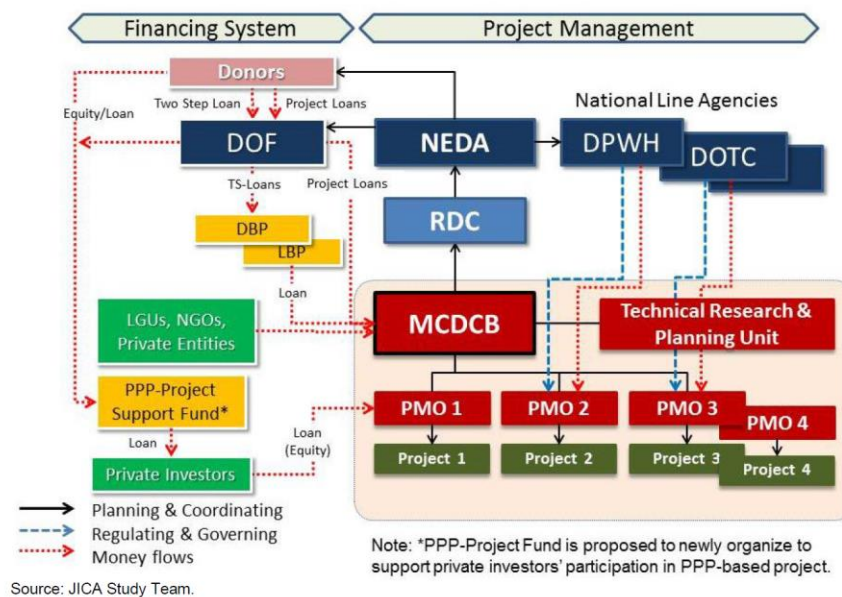 Financing System
Project Management
Donors
Two Step Loan
Project Loans
Equity/Loan
National Line Agencies
DOF
NEDA
DPWH
DOTC
TS-Loans
Project Loans
DBP
LBP
RDC
Loan
LGUs, NGOs,
Private Entities
MCDCB
Technical Research &
Planning Unit
PPP-Project
Support Fund*
PMO 1
PMO 2
PMO 3
PMO 4
Loan
Loan
(Equity)
Private Investors
Project 1
Project 2
Project 3
Project 4
Planning & Coordinating
Regulating & Governing
Money flows
Note: *PPP-Project Fund is proposed to newly organize to
support private investors' participation in PPP-based project.
Source: JICA Study Team.